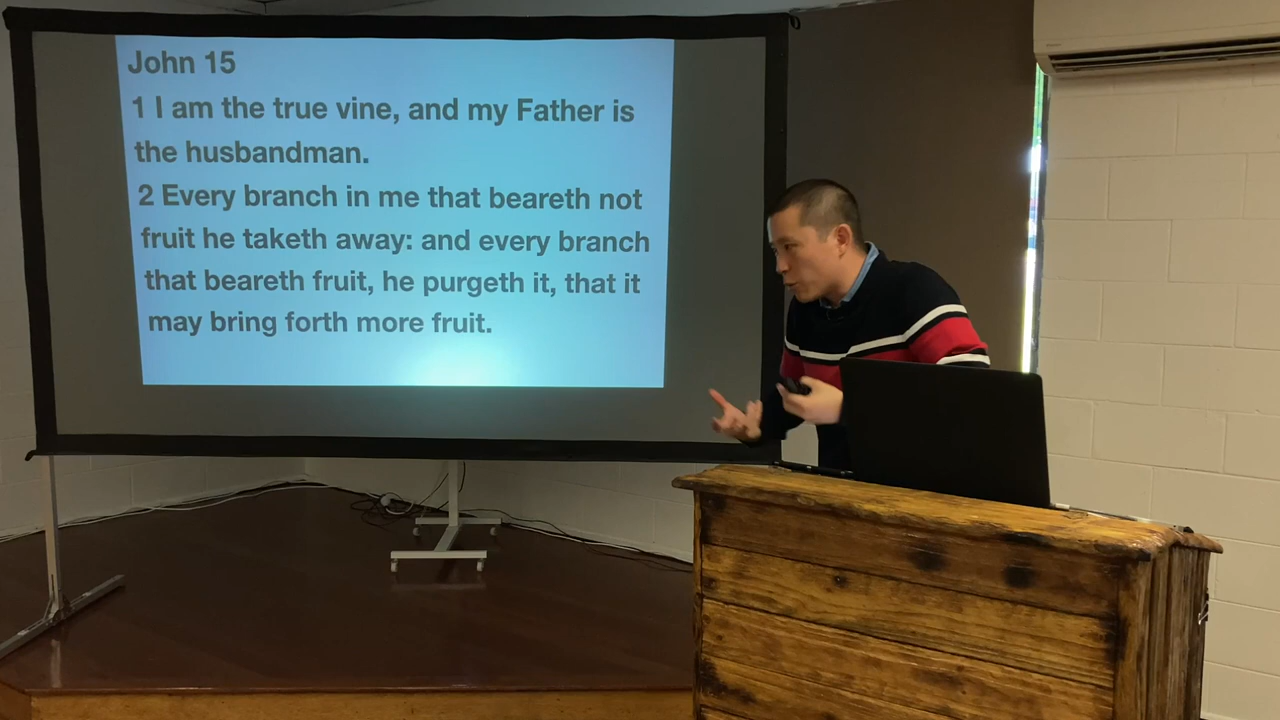 John 15
1 I am the true vine, and my Father is
the husbandman.
2 Every branch in me that beareth not
fruit he taketh away: and every branch
that beareth fruit, he purgeth it, that it
may bring forth more fruit.